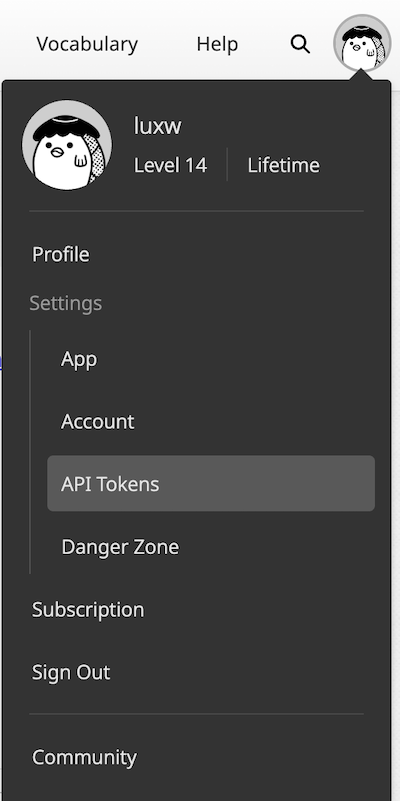 Vocabulary Help
luxw
Level 14 Lifetime
Profile
Settings
App
Account
API Tokens
Danger Zone
Subscription
Sign Out
Community